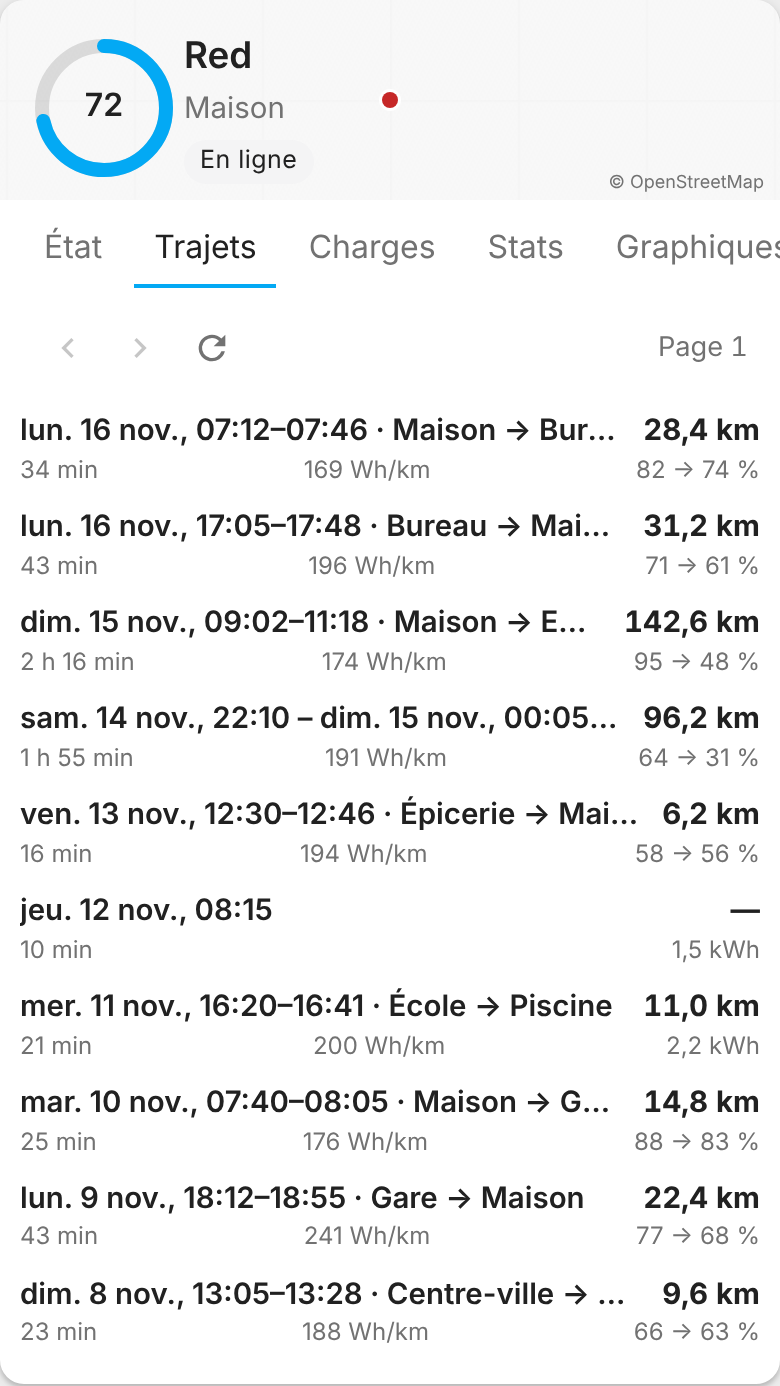 72
Red
Maison
En ligne
© OpenStreetMap
État Trajets Charges Stats Graphiques
Page 1
lun. 16 nov., 07:12–07:46 · Maison → Bur… 28,4 km
34 min 169 Wh/km 82 → 74 %
lun. 16 nov., 17:05–17:48 · Bureau → Mai… 31,2 km
43 min 196 Wh/km 71 → 61 %
dim. 15 nov., 09:02–11:18 · Maison → E… 142,6 km
2 h 16 min 174 Wh/km 95 → 48 %
sam. 14 nov., 22:10 – dim. 15 nov., 00:05… 96,2 km
1 h 55 min 191 Wh/km 64 → 31 %
ven. 13 nov., 12:30–12:46 · Épicerie → Mai… 6,2 km
16 min 194 Wh/km 58 → 56 %
jeu. 12 nov., 08:15 —
10 min 1,5 kWh
mer. 11 nov., 16:20–16:41 · École → Piscine 11,0 km
21 min 200 Wh/km 2,2 kWh
mar. 10 nov., 07:40–08:05 · Maison → G… 14,8 km
25 min 176 Wh/km 88 → 83 %
lun. 9 nov., 18:12–18:55 · Gare → Maison 22,4 km
43 min 241 Wh/km 77 → 68 %
dim. 8 nov., 13:05–13:28 · Centre-ville → … 9,6 km
23 min 188 Wh/km 66 → 63 %